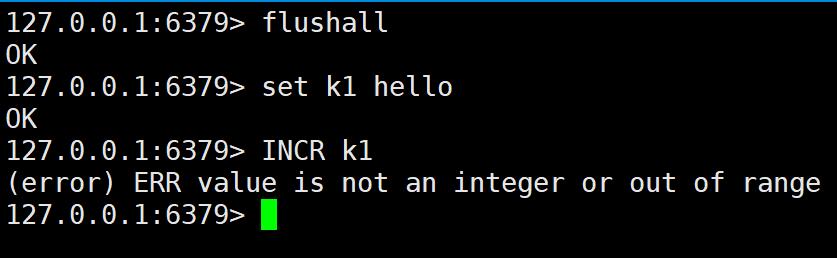 127.0.0.1:6379> flushall
OK
127.0.0.1:6379> set k1 hello
OK
127.0.0.1:6379> INCR k1
(error) ERR value is not an integer or out of range
127.0.0.1:6379>